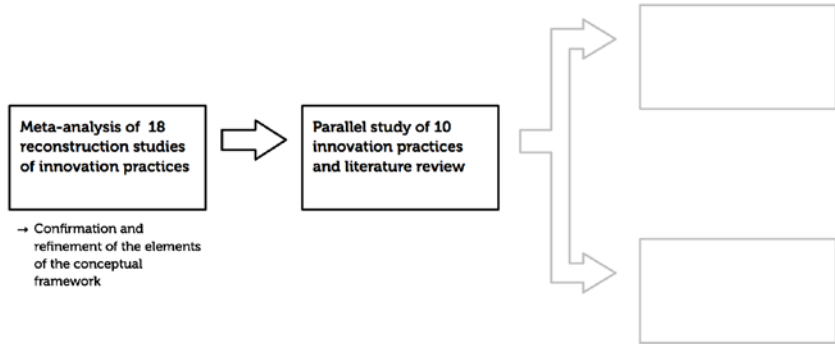 Meta-analysis of 18
reconstruction studies
of innovation practices
→ Confirmation and
refinement of the elements
of the conceptual
framework
Parallel study of 10
innovation practices
and literature review